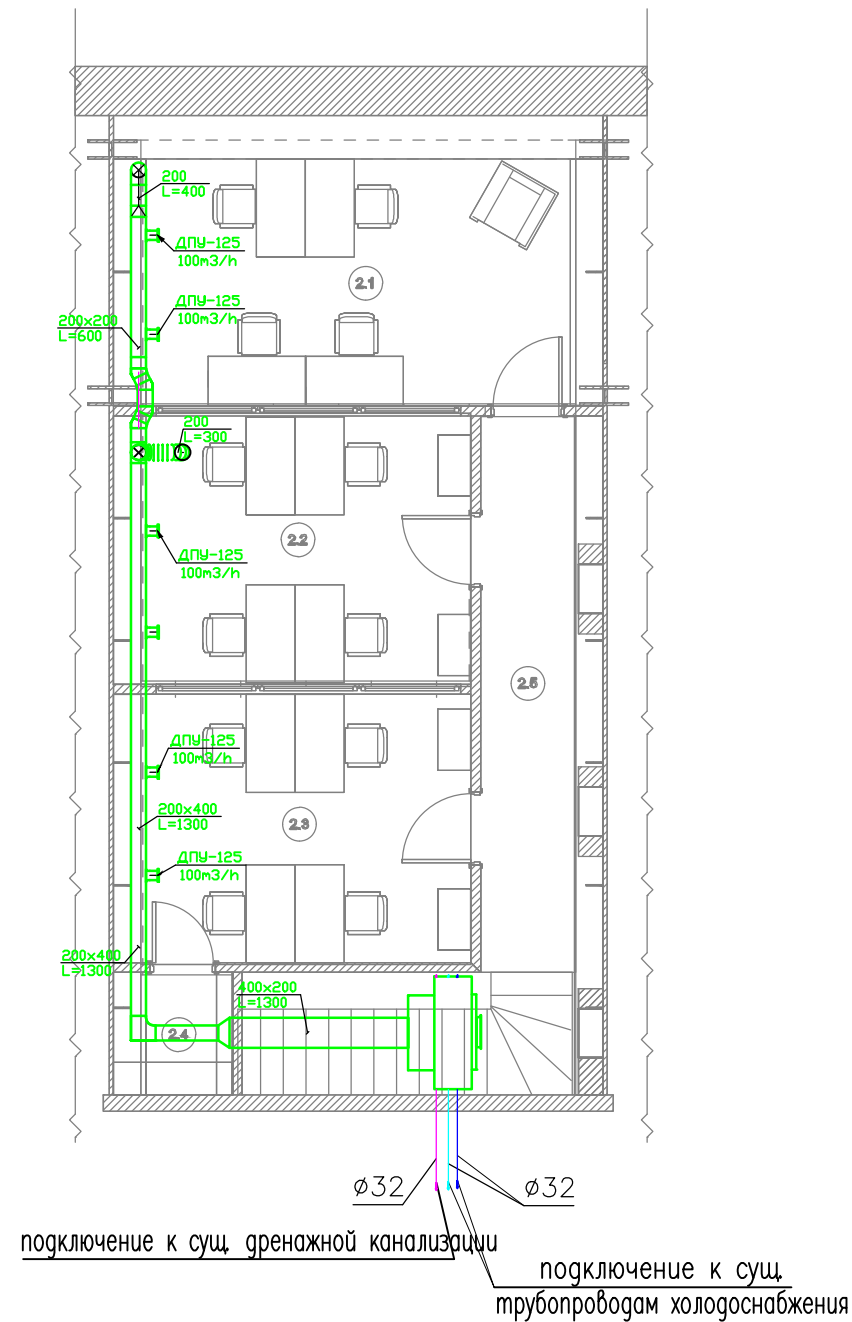 200
L=400
ДПУ-125
100m3/h
2.1
ДПУ-125
100m3/h
200x200
L=600
200
L=300
2.2
ДПУ-125
100m3/h
2.5
ДПУ-125
100m3/h
200x400
L=1300
2.3
ДПУ-125
100m3/h
200x400
L=1300
400x200
L=1300
2.4
ϕ32
ϕ32
подключение к сущ. дренажной канализации
подключение к сущ.
трубопроводам холодоснабжения